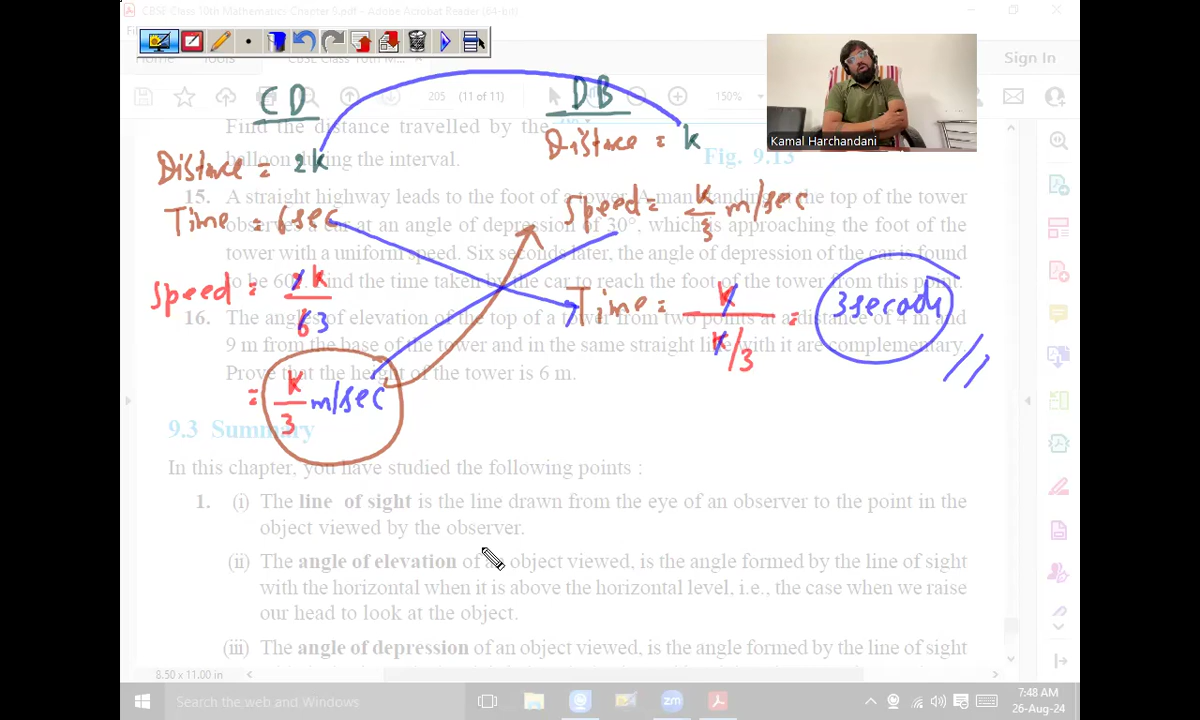 CBSE Class 10th Mathematics Chapter 9.pdf - Adobe Acrobat Reader (64-bit)
Home Tools CBSE Class 10th M... Sign In
205 (11 of 11) 150%
CD
DB
Distance = 2k
Distance = k
Time = 6sec
Speed = k/3 m/sec
Speed = 2k/6 3
Time = k / k/3 = 3seconds
= k/3 m/sec
Kamal Harchandani
Find the distance travelled by the
balloon during the interval.
Fig. 9.13
15. A straight highway leads to the foot of a tower. A man standing at the top of the tower
observes a car at an angle of depression of 30°, which is approaching the foot of the
tower with a uniform speed. Six seconds later, the angle of depression of the car is found
to be 60°. Find the time taken by the car to reach the foot of the tower from this point.
16. The angles of elevation of the top of a tower from two points at a distance of 4 m and
9 m from the base of the tower and in the same straight line with it are complementary.
Prove that the height of the tower is 6 m.
9.3 Summary
In this chapter, you have studied the following points :
1. (i) The line of sight is the line drawn from the eye of an observer to the point in the
object viewed by the observer.
(ii) The angle of elevation of an object viewed, is the angle formed by the line of sight
with the horizontal when it is above the horizontal level, i.e., the case when we raise
our head to look at the object.
(iii) The angle of depression of an object viewed, is the angle formed by the line of sight
8.50 x 11.00 in
Search the web and Windows
zm
7:48 AM
26-Aug-24